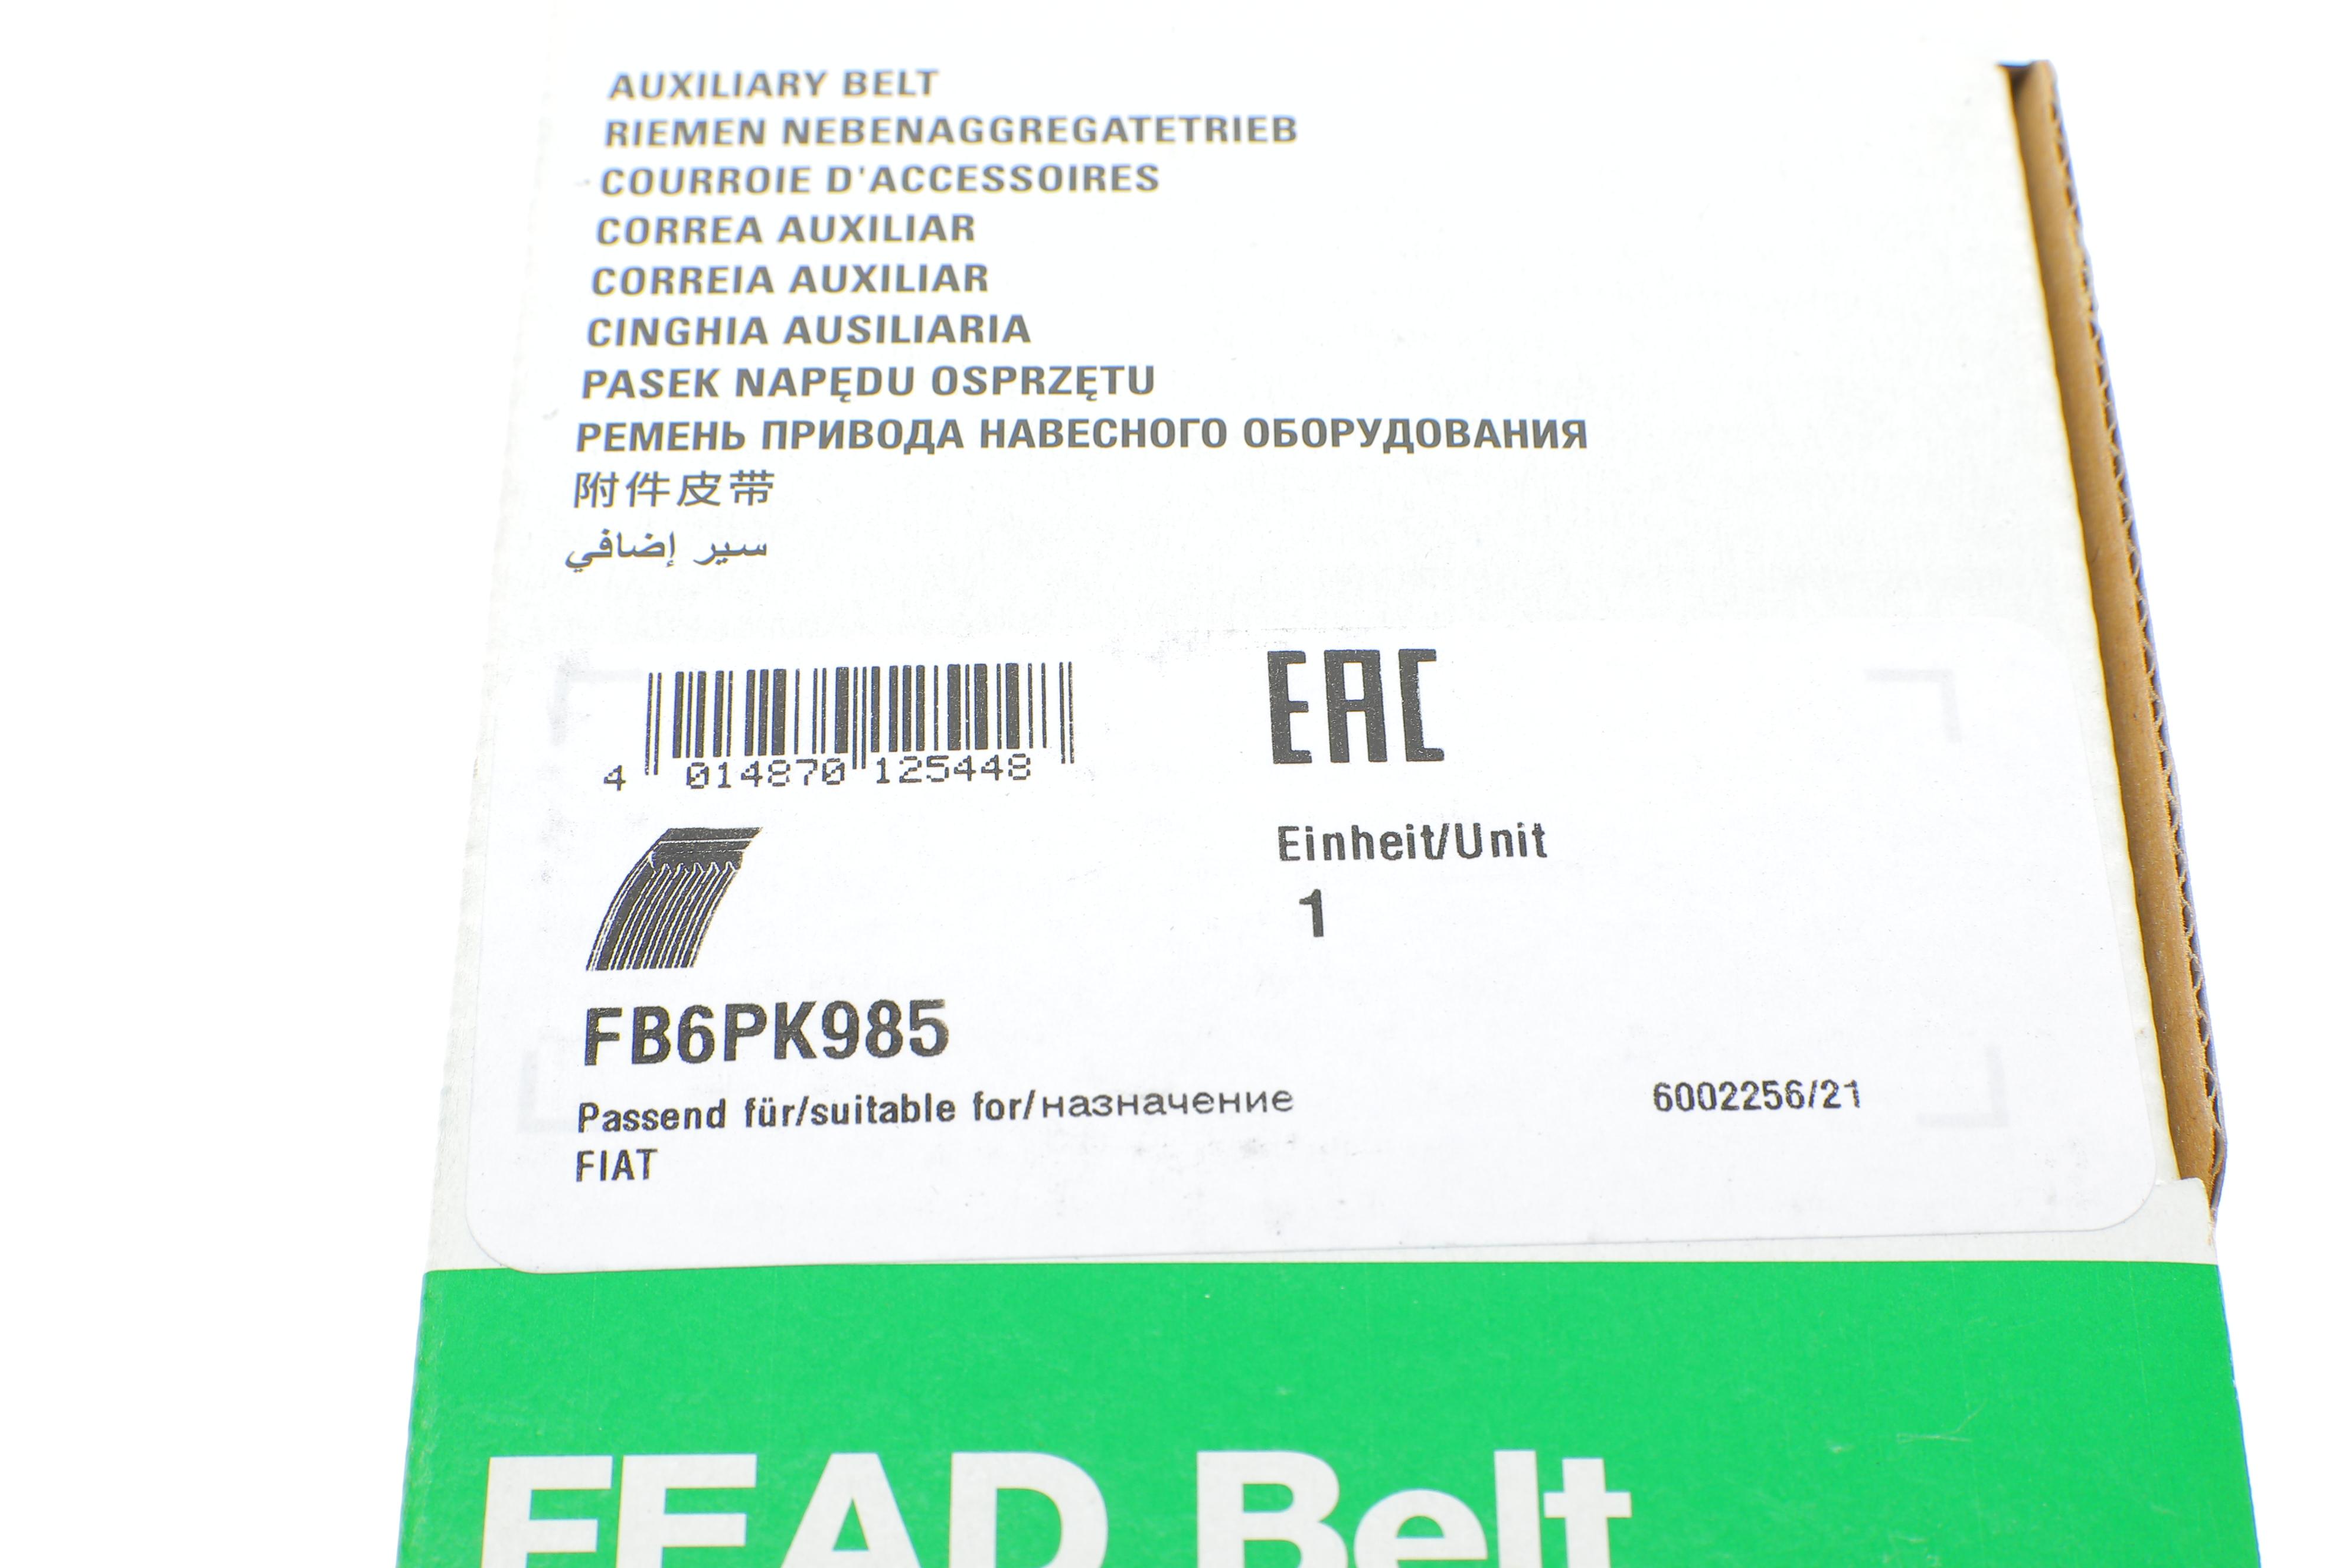 AUXILIARY BELT
RIEMEN NEBENAGGREGATETRIEB
COURROIE D'ACCESSOIRES
CORREA AUXILIAR
CORREIA AUXILIAR
CINGHIA AUSILIARIA
PASEK NAPĘDU OSPRZĘTU
РЕМЕНЬ ПРИВОДА НАВЕСНОГО ОБОРУДОВАНИЯ
附件皮带
سير إضافي
4 014870 125448
EAC
Einheit/Unit
1
FB6PK985
Passend für/suitable for/назначение
6002256/21
FIAT
FEAD Belt